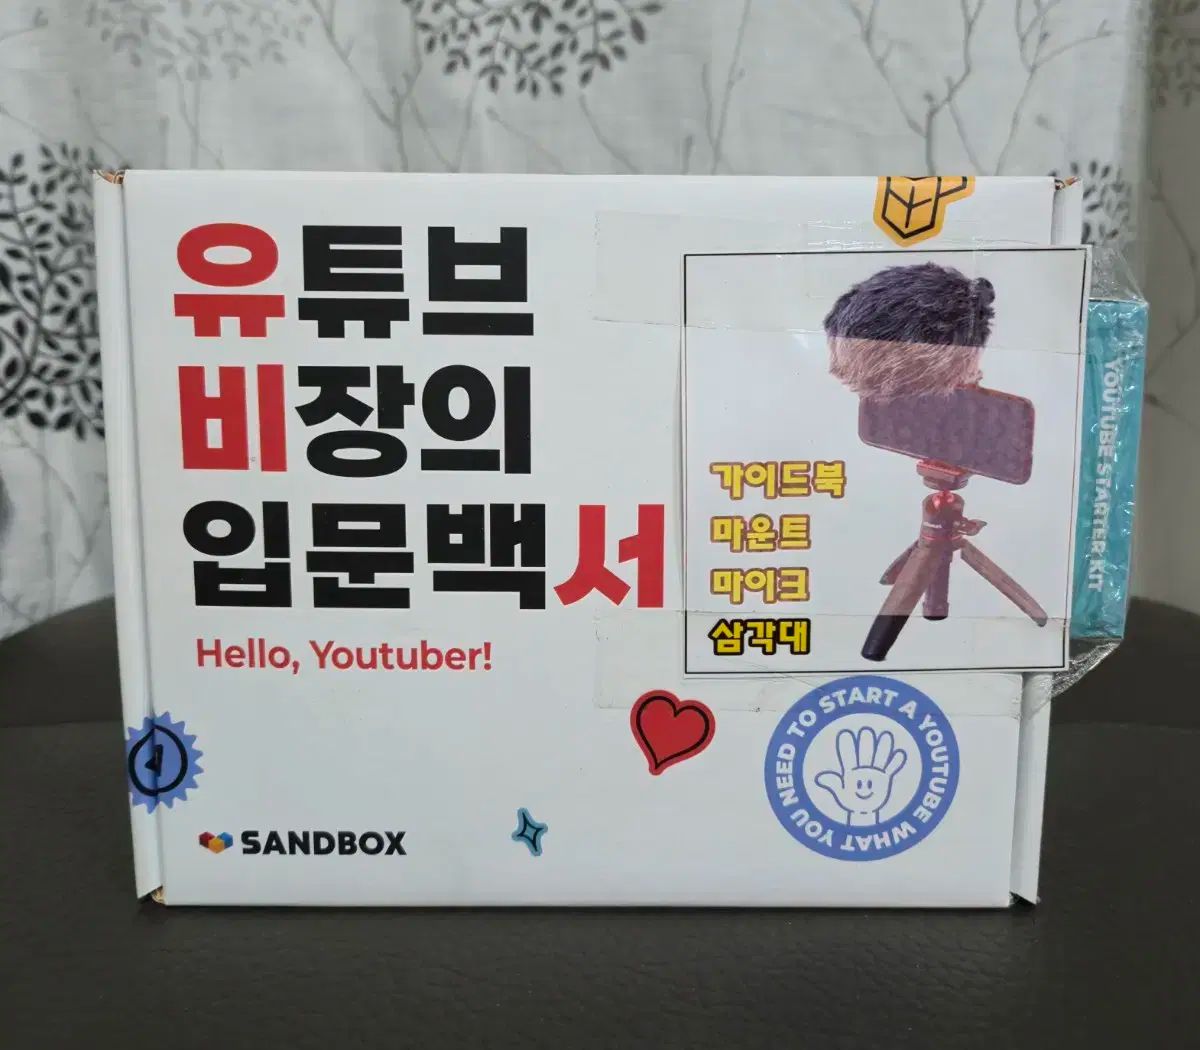 유튜브
비장의
입문백서
Hello, Youtuber!
가이드북
마운트
마이크
삼각대
YOUTUBE STARTER KIT
WHAT YOU NEED TO START A YOUTUBE
SANDBOX